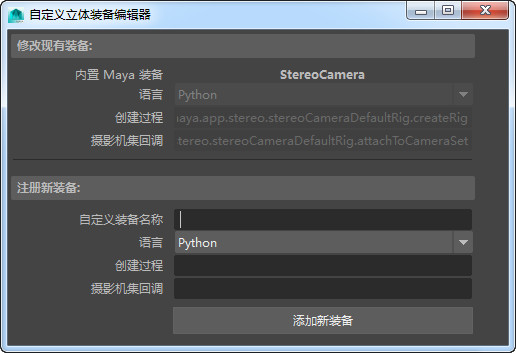 自定义立体装备编辑器
修改现有装备:
内置 Maya 装备 StereoCamera
语言 Python
创建过程 aya.app.stereo.stereoCameraDefaultRig.createRig
摄影机集回调 tereo.stereoCameraDefaultRig.attachToCameraSet
注册新装备:
自定义装备名称
语言 Python
创建过程
摄影机集回调
添加新装备